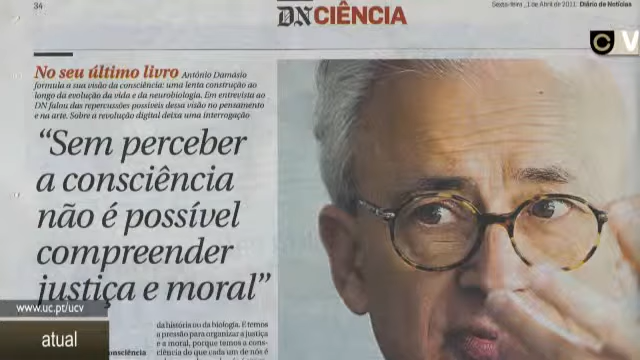 34
DN CIÊNCIA
Sexta-feira, 1 de Abril de 2011. Diário de Notícias
C V
No seu último livro António Damásio
formula a sua visão da consciência: uma lenta construção ao
longo da evolução da vida e da neurobiologia. Em entrevista ao
DN falou das repercussões possíveis dessa visão no pensamento
e na arte. Sobre a revolução digital deixa uma interrogação
“Sem perceber
a consciência
não é possível
compreender
justiça e moral”
www.uc.pt/ucv
atual
da história ou da biologia. E temos
a pressão para organizar a justiça
e a moral, porque temos a cons-
ciência do que cada um de nós é